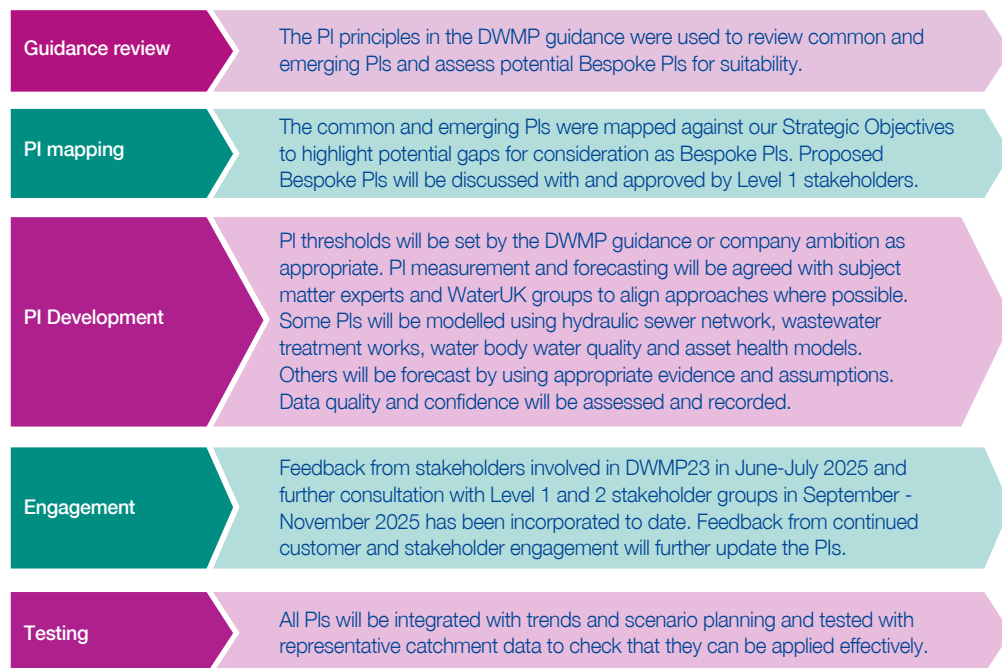 Guidance review
The PI principles in the DWMP guidance were used to review common and
emerging PIs and assess potential Bespoke PIs for suitability.
PI mapping
The common and emerging PIs were mapped against our Strategic Objectives
to highlight potential gaps for consideration as Bespoke PIs. Proposed
Bespoke PIs will be discussed with and approved by Level 1 stakeholders.
PI Development
PI thresholds will be set by the DWMP guidance or company ambition as
appropriate. PI measurement and forecasting will be agreed with subject
matter experts and WaterUK groups to align approaches where possible.
Some PIs will be modelled using hydraulic sewer network, wastewater
treatment works, water body water quality and asset health models.
Others will be forecast by using appropriate evidence and assumptions.
Data quality and confidence will be assessed and recorded.
Engagement
Feedback from stakeholders involved in DWMP23 in June-July 2025 and
further consultation with Level 1 and 2 stakeholder groups in September -
November 2025 has been incorporated to date. Feedback from continued
customer and stakeholder engagement will further update the PIs.
Testing
All PIs will be integrated with trends and scenario planning and tested with
representative catchment data to check that they can be applied effectively.